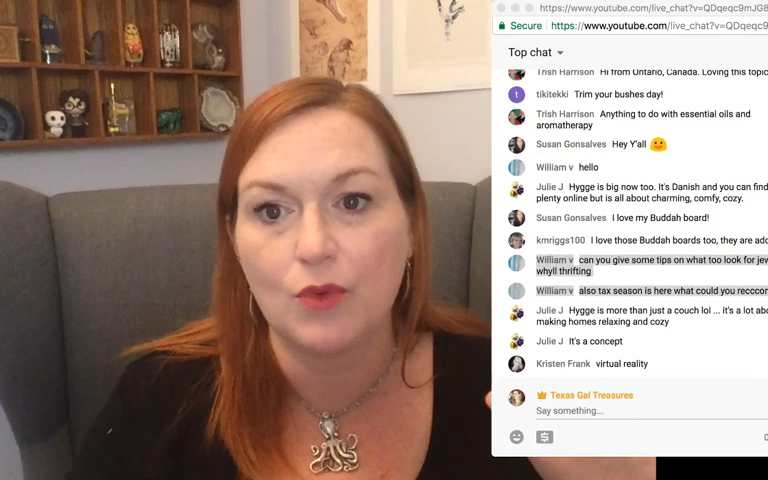 https://www.youtube.com/live_chat?v=QDqeqc9mJG8
Secure https://www.youtube.com/live_chat?v=QDqeqc9m
Top chat
Trish Harrison Hi from Ontario, Canada. Loving this topic
tikitekki Trim your bushes day!
Trish Harrison Anything to do with essential oils and
aromatherapy
Susan Gonsalves Hey Y'all
William v hello
Julie J Hygge is big now too. It's Danish and you can find
plenty online but is all about charming, comfy, cozy.
Susan Gonsalves I love my Buddah board!
kmriggs100 I love those Buddah boards too, they are
William v can you give some tips on what too look for
whyll thrifting
William v also tax season is here what could you
Julie J Hygge is more than just a couch lol ... it's a lot
making homes relaxing and cozy
Julie J It's a concept
Kristen Frank virtual reality
Texas Gal Treasures
Say something...